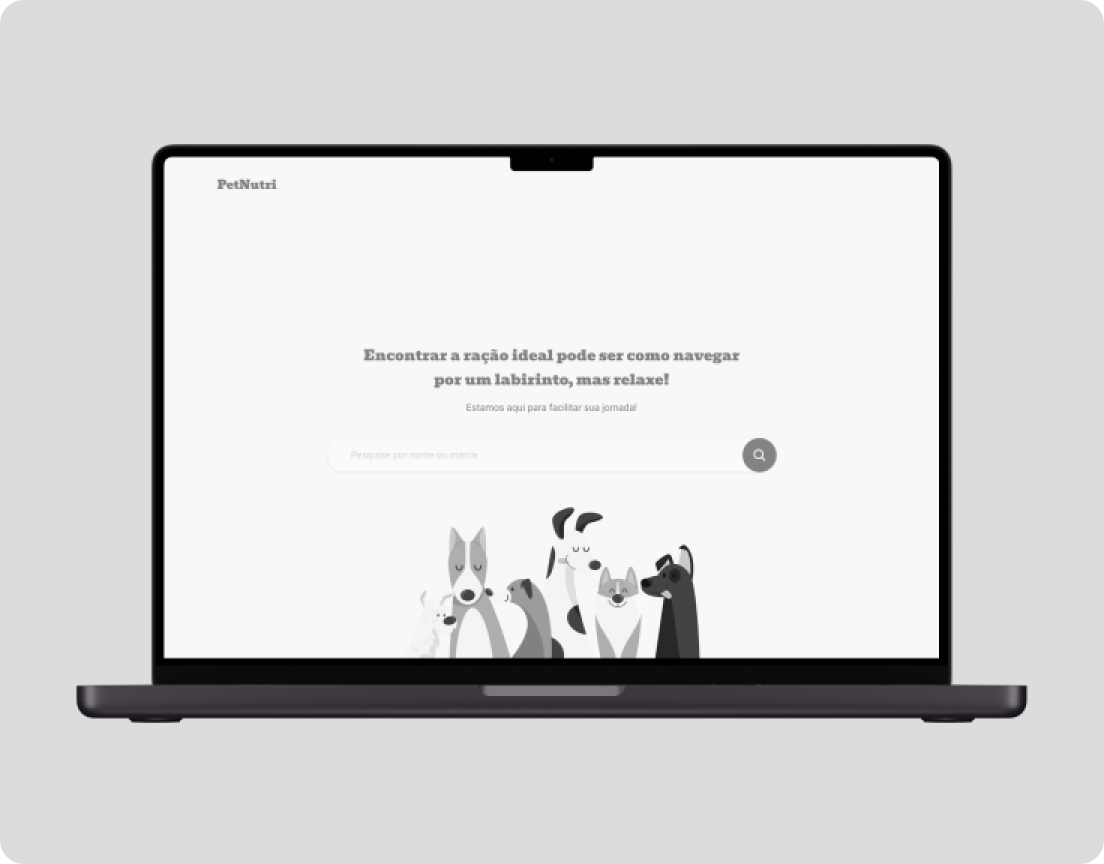 PetNutri
Encontrar a ração ideal pode ser como navegar
por um labirinto, mas relaxe!
Estamos aqui para facilitar sua jornada!
Pesquise por nome ou marca